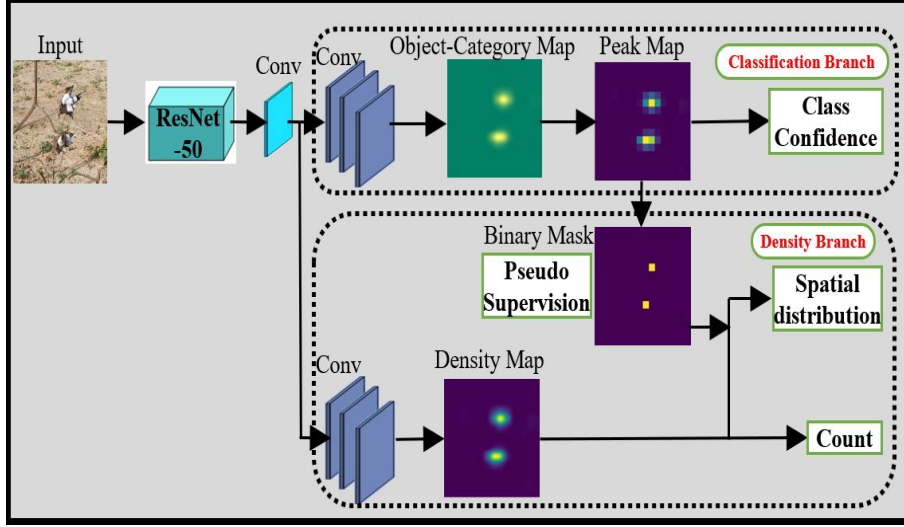 Input
ResNet
-50
Conv
Conv
Object-Category Map
Peak Map
Classification Branch
Class
Confidence
Binary Mask
Pseudo
Supervision
Density Branch
Spatial
distribution
Conv
Density Map
Count